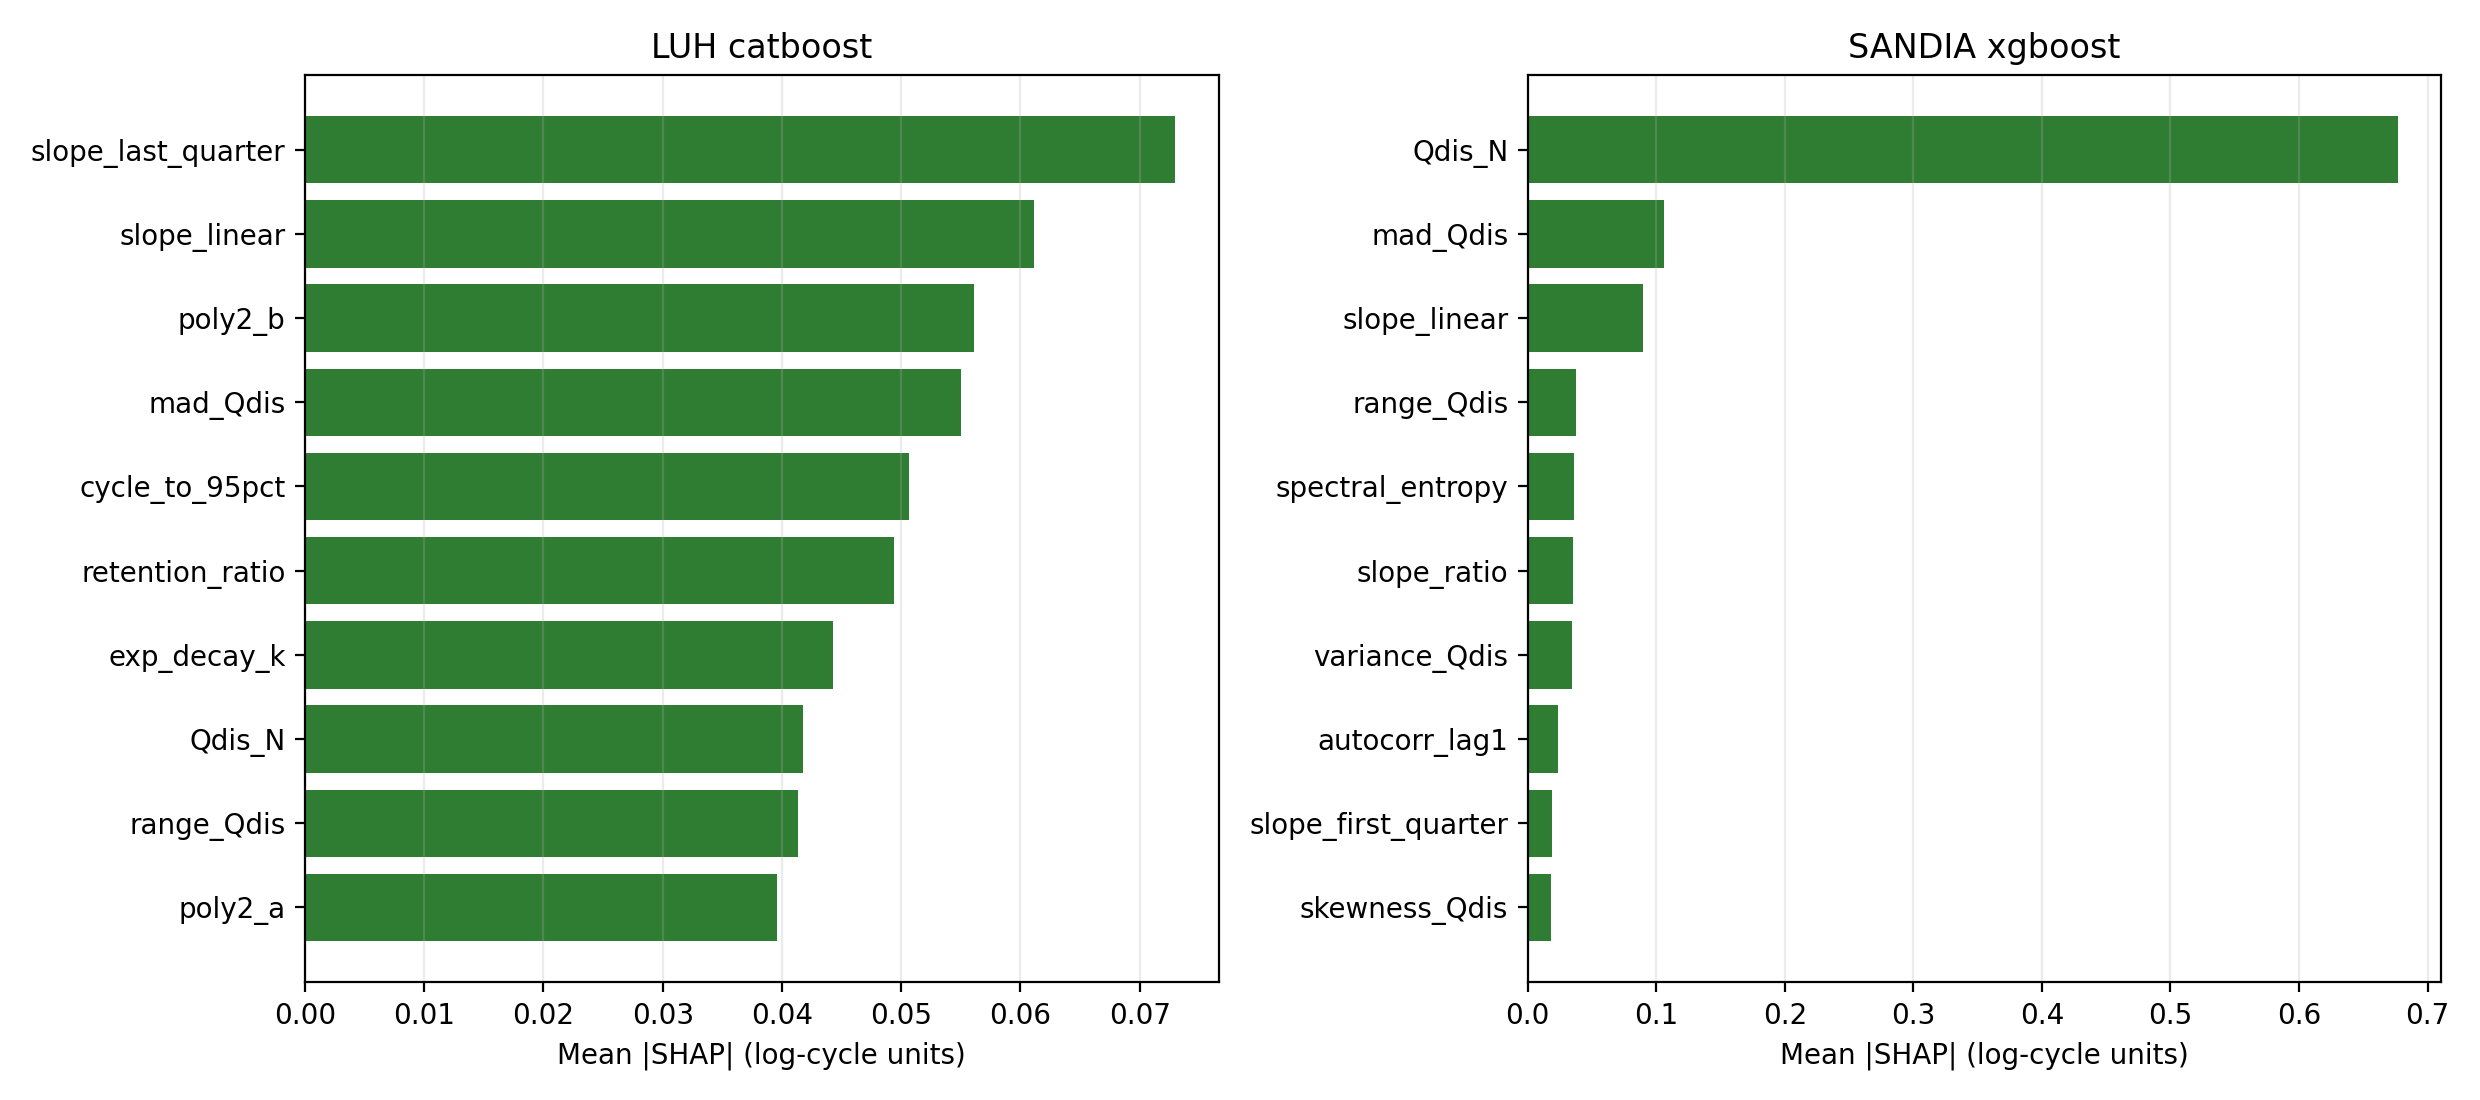 LUH catboost
slope_last_quarter
slope_linear
poly2_b
mad_Qdis
cycle_to_95pct
retention_ratio
exp_decay_k
Qdis_N
range_Qdis
poly2_a
0.00 0.01 0.02 0.03 0.04 0.05 0.06 0.07
Mean |SHAP| (log-cycle units)
SANDIA xgboost
Qdis_N
mad_Qdis
slope_linear
range_Qdis
spectral_entropy
slope_ratio
variance_Qdis
autocorr_lag1
slope_first_quarter
skewness_Qdis
0.0 0.1 0.2 0.3 0.4 0.5 0.6 0.7
Mean |SHAP| (log-cycle units)